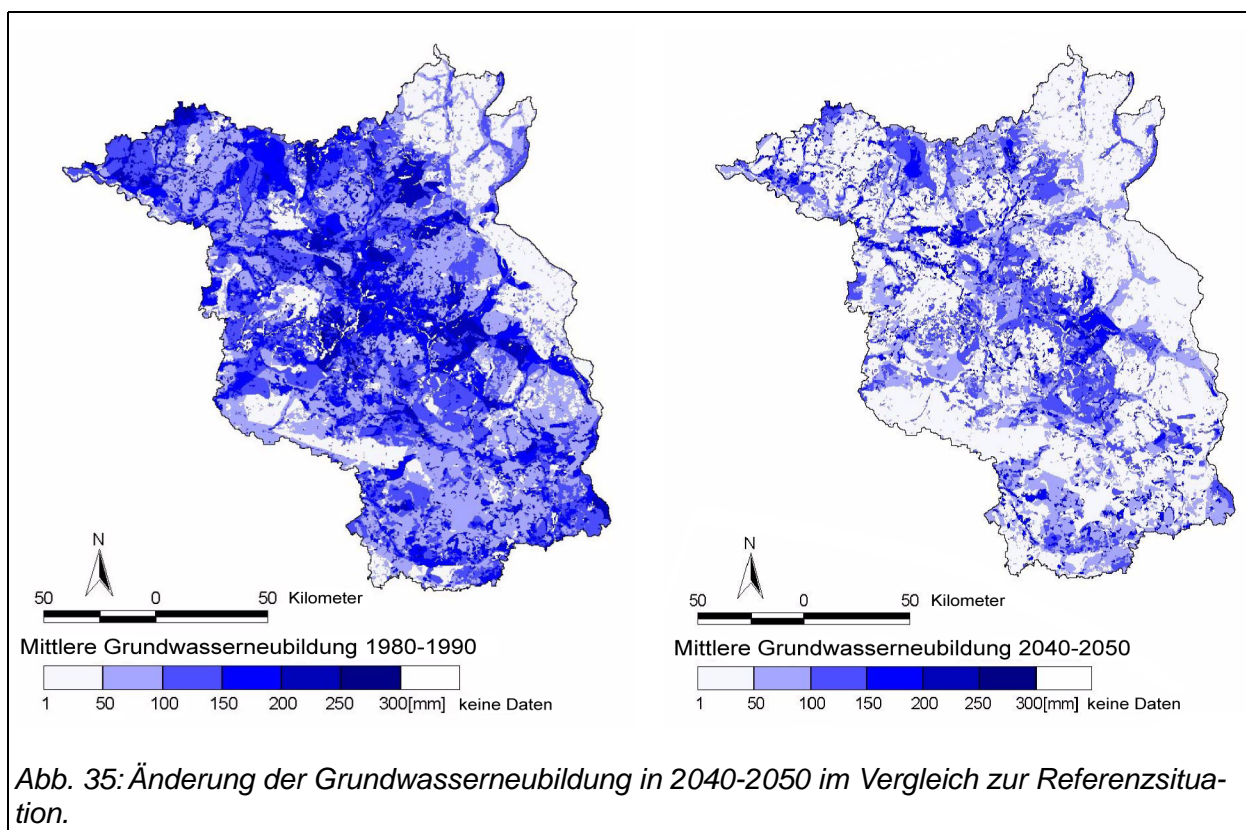 N
50 0 50 Kilometer
Mittlere Grundwasserneubildung 1980-1990
1 50 100 150 200 250 300[mm] keine Daten
N
50 0 50 Kilometer
Mittlere Grundwasserneubildung 2040-2050
1 50 100 150 200 250 300[mm] keine Daten
Abb. 35: Änderung der Grundwasserneubildung in 2040-2050 im Vergleich zur Referenzsitua-
tion.